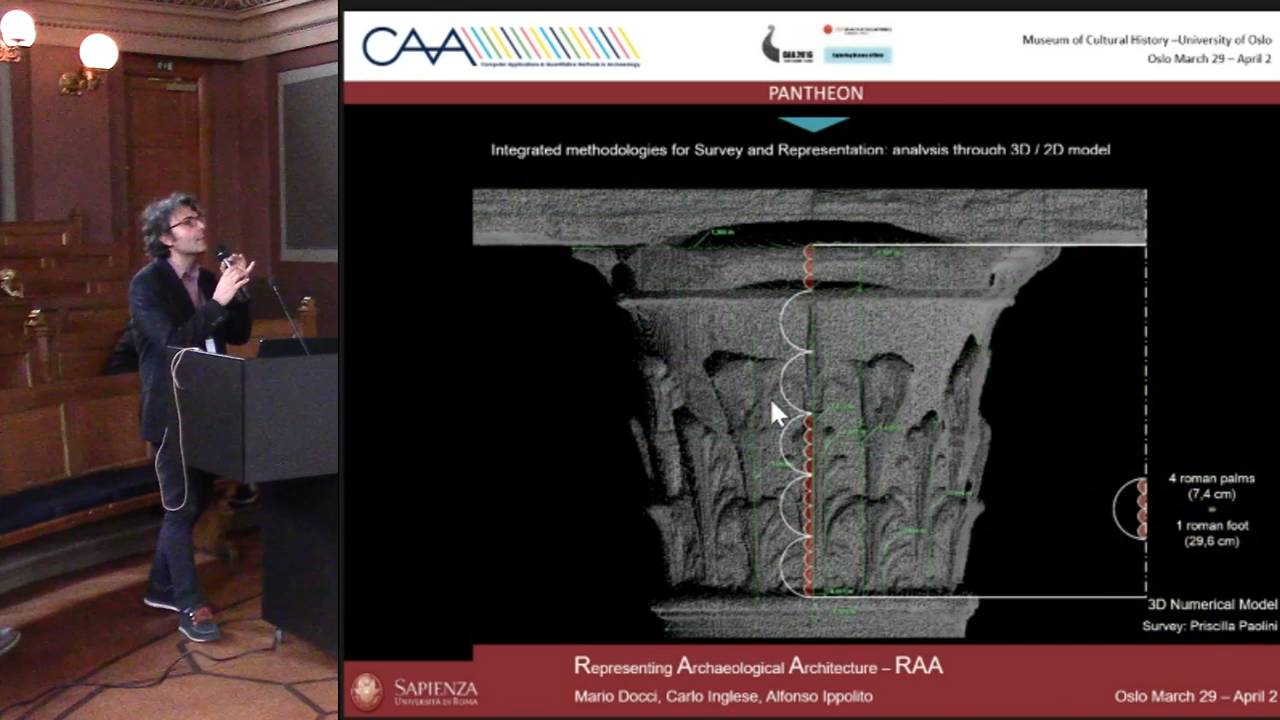 CAA
Computer Applications & Quantitative Methods in Archaeology
CAA 2016
Museum of Cultural History –University of Oslo
Oslo March 29 – April 2
PANTHEON
Integrated methodologies for Survey and Representation: analysis through 3D / 2D model
4 roman palms
(7,4 cm)
=
1 roman foot
(29,6 cm)
3D Numerical Model
Survey: Priscilla Paolini
Representing Archaeological Architecture – RAA
SAPIENZA
UNIVERSITÀ DI ROMA
Mario Docci, Carlo Inglese, Alfonso Ippolito
Oslo March 29 – April 2